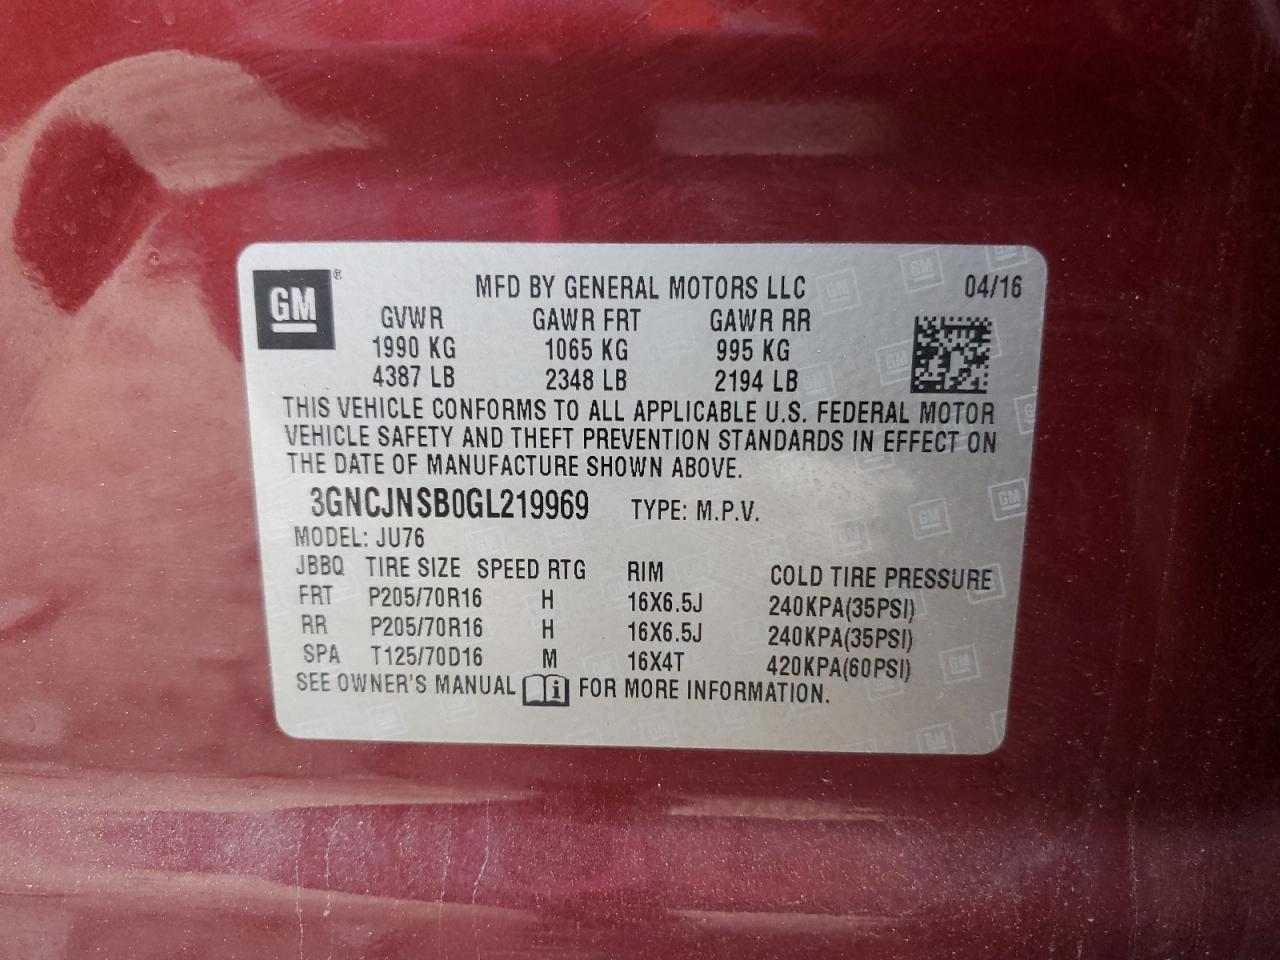 GM ®
MFD BY GENERAL MOTORS LLC 04/16
GVWR GAWR FRT GAWR RR
1990 KG 1065 KG 995 KG
4387 LB 2348 LB 2194 LB
THIS VEHICLE CONFORMS TO ALL APPLICABLE U.S. FEDERAL MOTOR
VEHICLE SAFETY AND THEFT PREVENTION STANDARDS IN EFFECT ON
THE DATE OF MANUFACTURE SHOWN ABOVE.
3GNCJNSB0GL219969 TYPE: M.P.V.
MODEL: JU76
JBBQ TIRE SIZE SPEED RTG RIM COLD TIRE PRESSURE
FRT P205/70R16 H 16X6.5J 240KPA(35PSI)
RR P205/70R16 H 16X6.5J 240KPA(35PSI)
SPA T125/70D16 M 16X4T 420KPA(60PSI)
SEE OWNER'S MANUAL i FOR MORE INFORMATION.